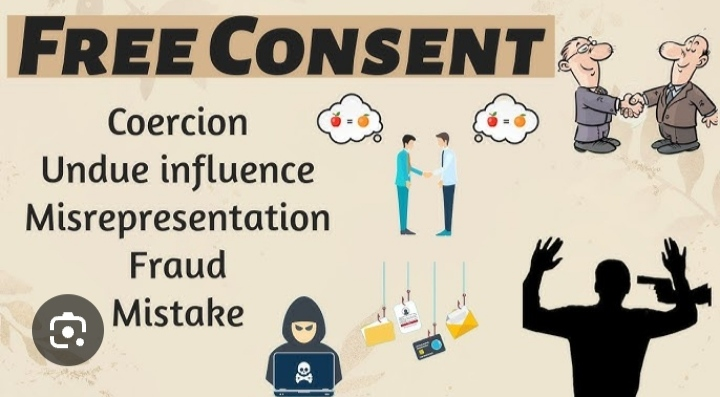 FREE CONSENT
Coercion
Undue influence
Misrepresentation
Fraud
Mistake
=
=